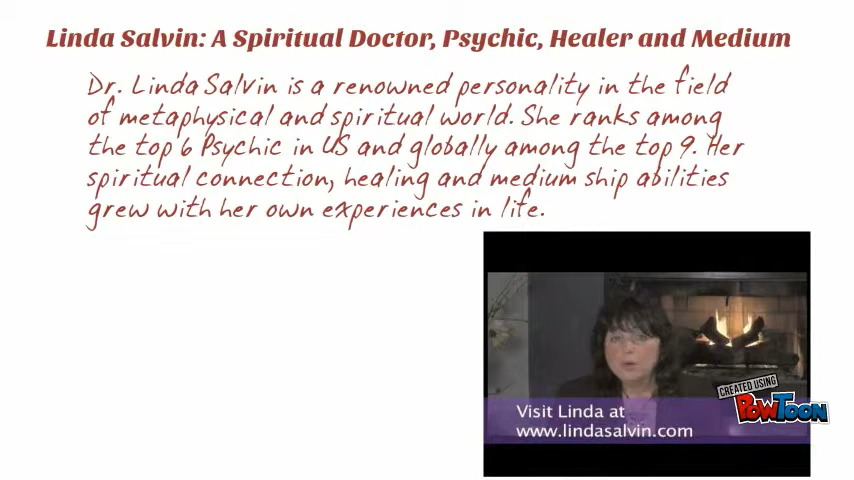 Linda Salvin: A Spiritual Doctor, Psychic, Healer and Medium
Dr. Linda Salvin is a renowned personality in the field
of metaphysical and spiritual world. She ranks among
the top 6 Psychic in US and globally among the top 9. Her
spiritual connection, healing and medium ship abilities
grew with her own experiences in life.
CREATED USING
POWTOON
Visit Linda at
www.lindasalvin.com